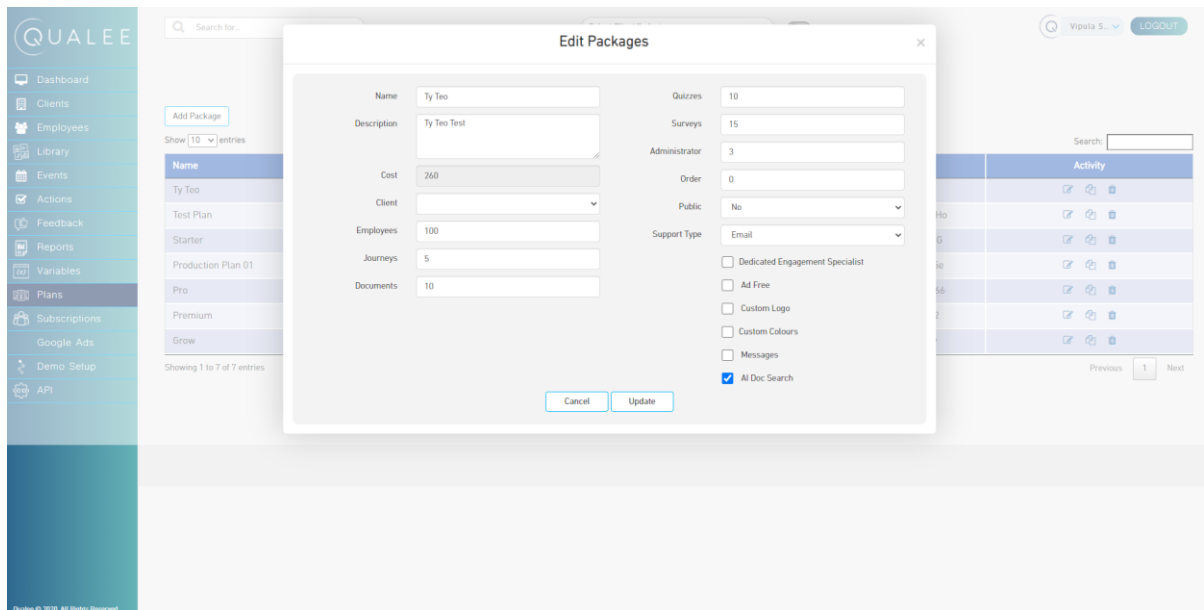 QUALEE
Search for...
Vipula S..
LOGOUT
Dashboard
Clients
Employees
Library
Events
Actions
Feedback
Reports
Variables
Plans
Subscriptions
Google Ads
Demo Setup
API
Qualee © 2020. All Rights Reserved
Add Package
Show 10 entries
Search:
Name
Activity
Ty Teo
Test Plan
Starter
Production Plan 01
Pro
Premium
Grow
Showing 1 to 7 of 7 entries
Previous 1 Next
Edit Packages
×
Name Ty Teo
Description Ty Teo Test
Cost 260
Client
Employees 100
Journeys 5
Documents 10
Quizzes 10
Surveys 15
Administrator 3
Order 0
Public No
Support Type Email
Dedicated Engagement Specialist
Ad Free
Custom Logo
Custom Colours
Messages
AI Doc Search
Cancel Update